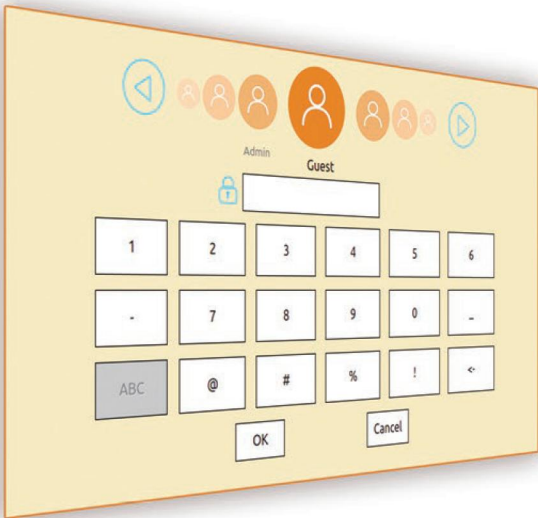 Admin
Guest
1 2 3 4 5 6
- 7 8 9 0 _
ABC @ # % ! <-
OK Cancel